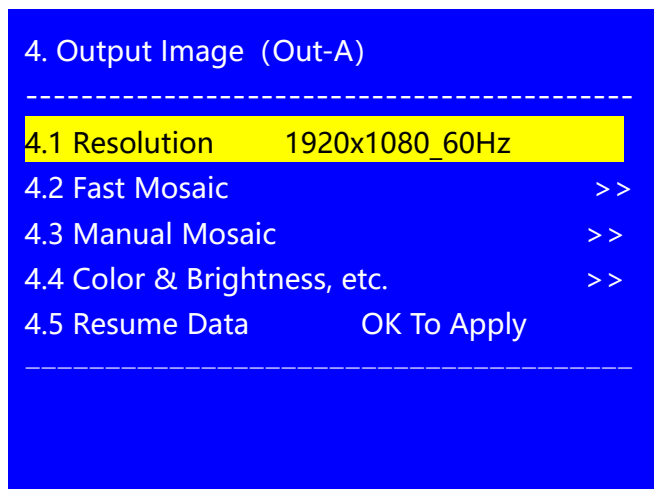 4. Output Image（Out-A）
--------------------------------------------
4.1 Resolution 1920x1080_60Hz
4.2 Fast Mosaic >>
4.3 Manual Mosaic >>
4.4 Color & Brightness, etc. >>
4.5 Resume Data OK To Apply
______________________________________